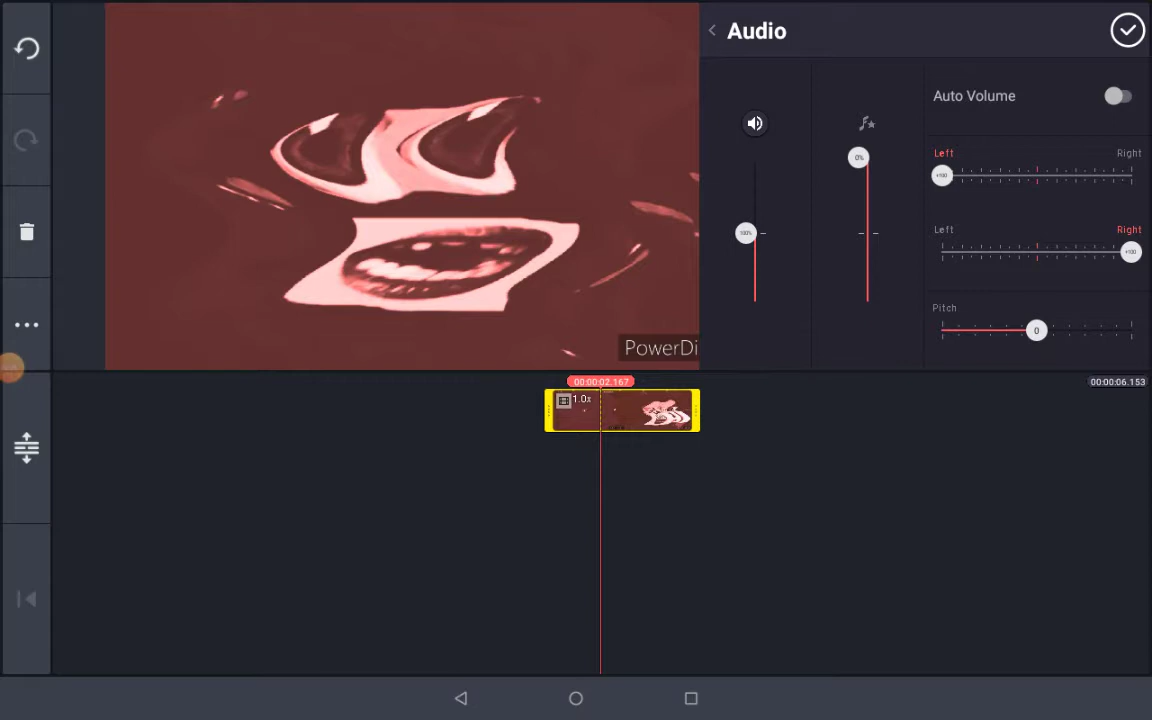 Audio
Auto Volume
0%
Left Right
+100
100%
Left Right
+100
Pitch
0
PowerDi
00:00:02.167
00:00:06.153
1.0x